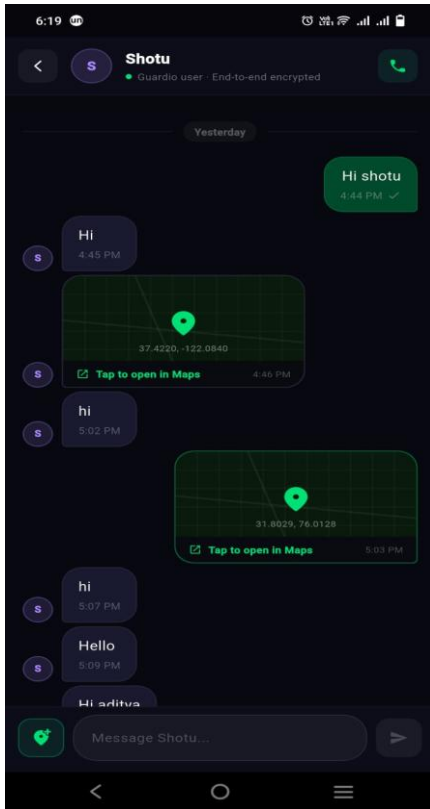 6:19 un
S
Shotu
Guardio user · End-to-end encrypted
Yesterday
Hi shotu
4:44 PM
Hi
4:45 PM
S
37.4220, -122.0840
Tap to open in Maps 4:46 PM
S
hi
5:02 PM
S
31.8029, 76.0128
Tap to open in Maps 5:03 PM
hi
5:07 PM
S
Hello
5:09 PM
S
Hi aditya
Message Shotu...